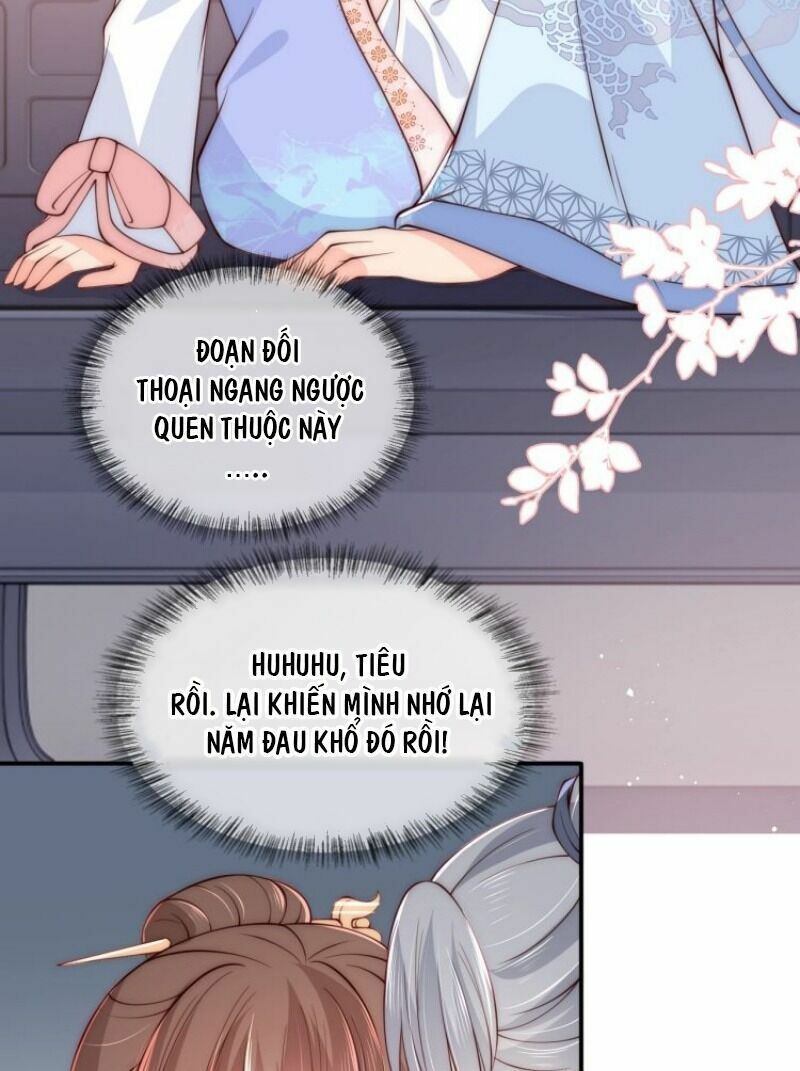 ĐOẠN ĐỐI
THOẠI NGANG NGƯỢC
QUEN THUỘC NÀY
.....
HUHUHU, TIÊU
RỒI. LẠI KHIẾN MÌNH NHỚ LẠI
NĂM ĐAU KHỔ ĐÓ RỒI!